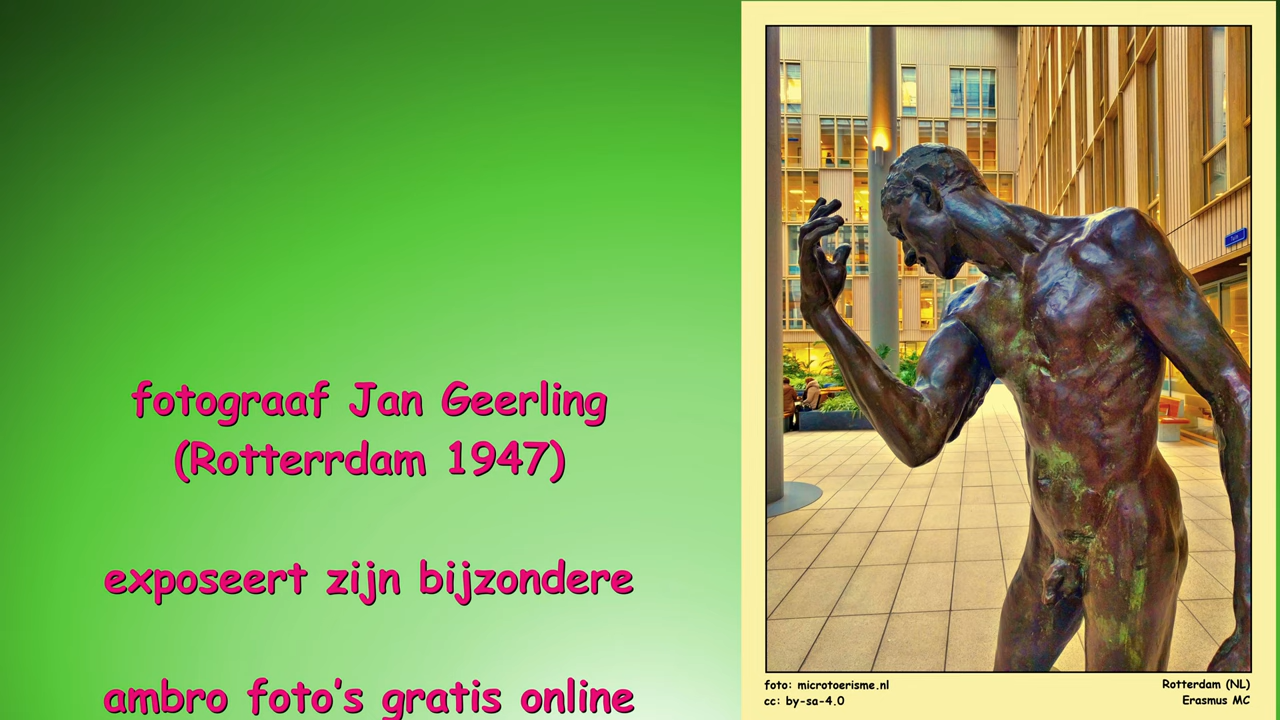 fotograaf Jan Geerling
(Rotterrdam 1947)
exposeert zijn bijzondere
ambro foto's gratis online
foto: microtoerisme.nl
cc: by-sa-4.0
Rotterdam (NL)
Erasmus MC